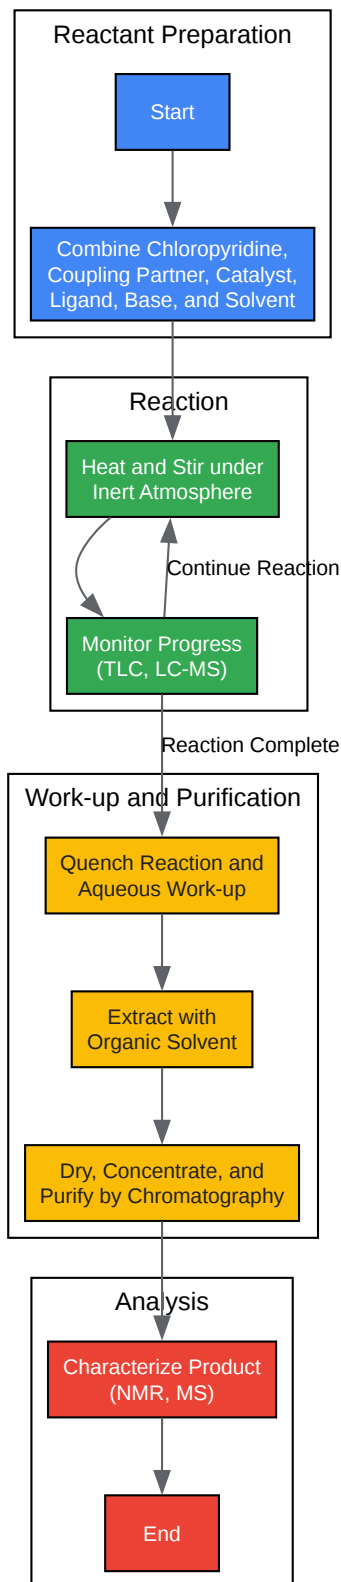 Reactant Preparation
Start
Combine Chloropyridine,
Coupling Partner, Catalyst,
Ligand, Base, and Solvent
Reaction
Heat and Stir under
Inert Atmosphere
Continue Reaction
Monitor Progress
(TLC, LC-MS)
Reaction Complete
Work-up and Purification
Quench Reaction and
Aqueous Work-up
Extract with
Organic Solvent
Dry, Concentrate, and
Purify by Chromatography
Analysis
Characterize Product
(NMR, MS)
End